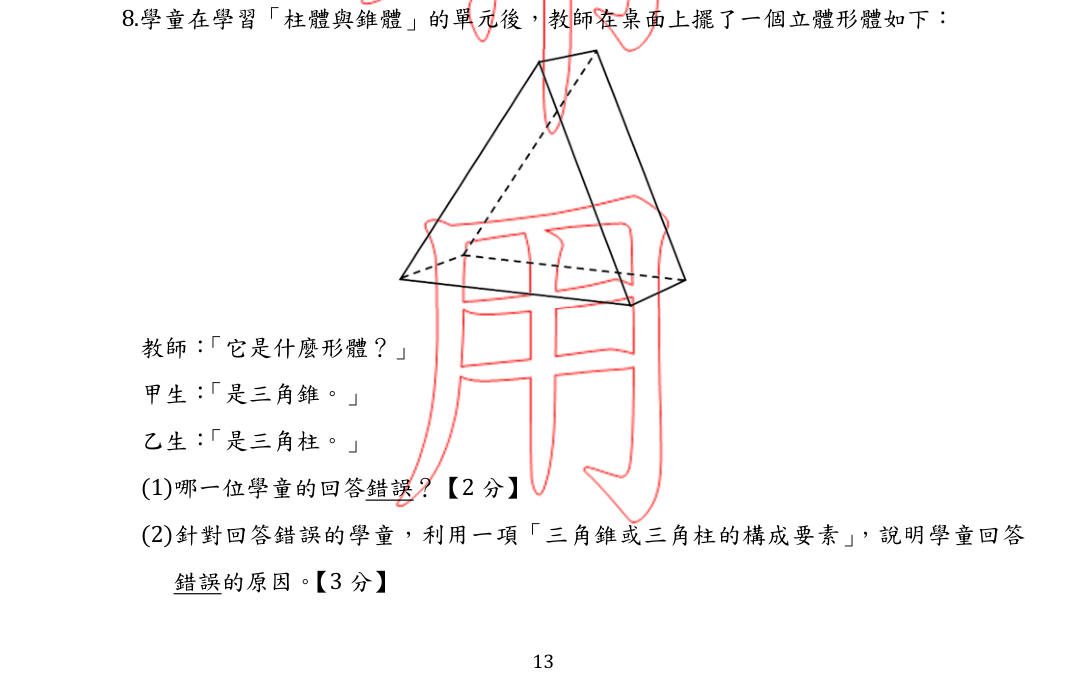 8.學童在學習「柱體與錐體」的單元後，教師在桌面上擺了一個立體形體如下：
教師：「它是什麼形體？」
甲生：「是三角錐。」
乙生：「是三角柱。」
(1)哪一位學童的回答錯誤？【2 分】
(2)針對回答錯誤的學童，利用一項「三角錐或三角柱的構成要素」，說明學童回答
錯誤的原因。【3 分】
用
13